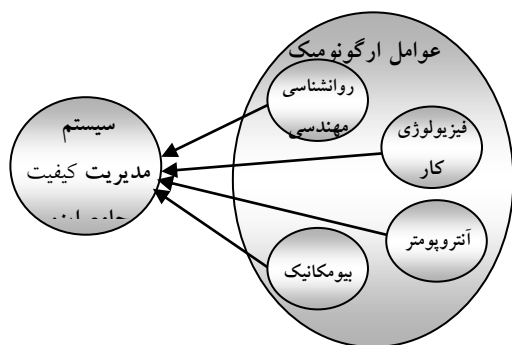 عوامل ارگونومیک
روانشناسی
مهندسی
فیزیولوژی
کار
آنتروپومتر
بیومکانیک
سیستم
مدیریت کیفیت